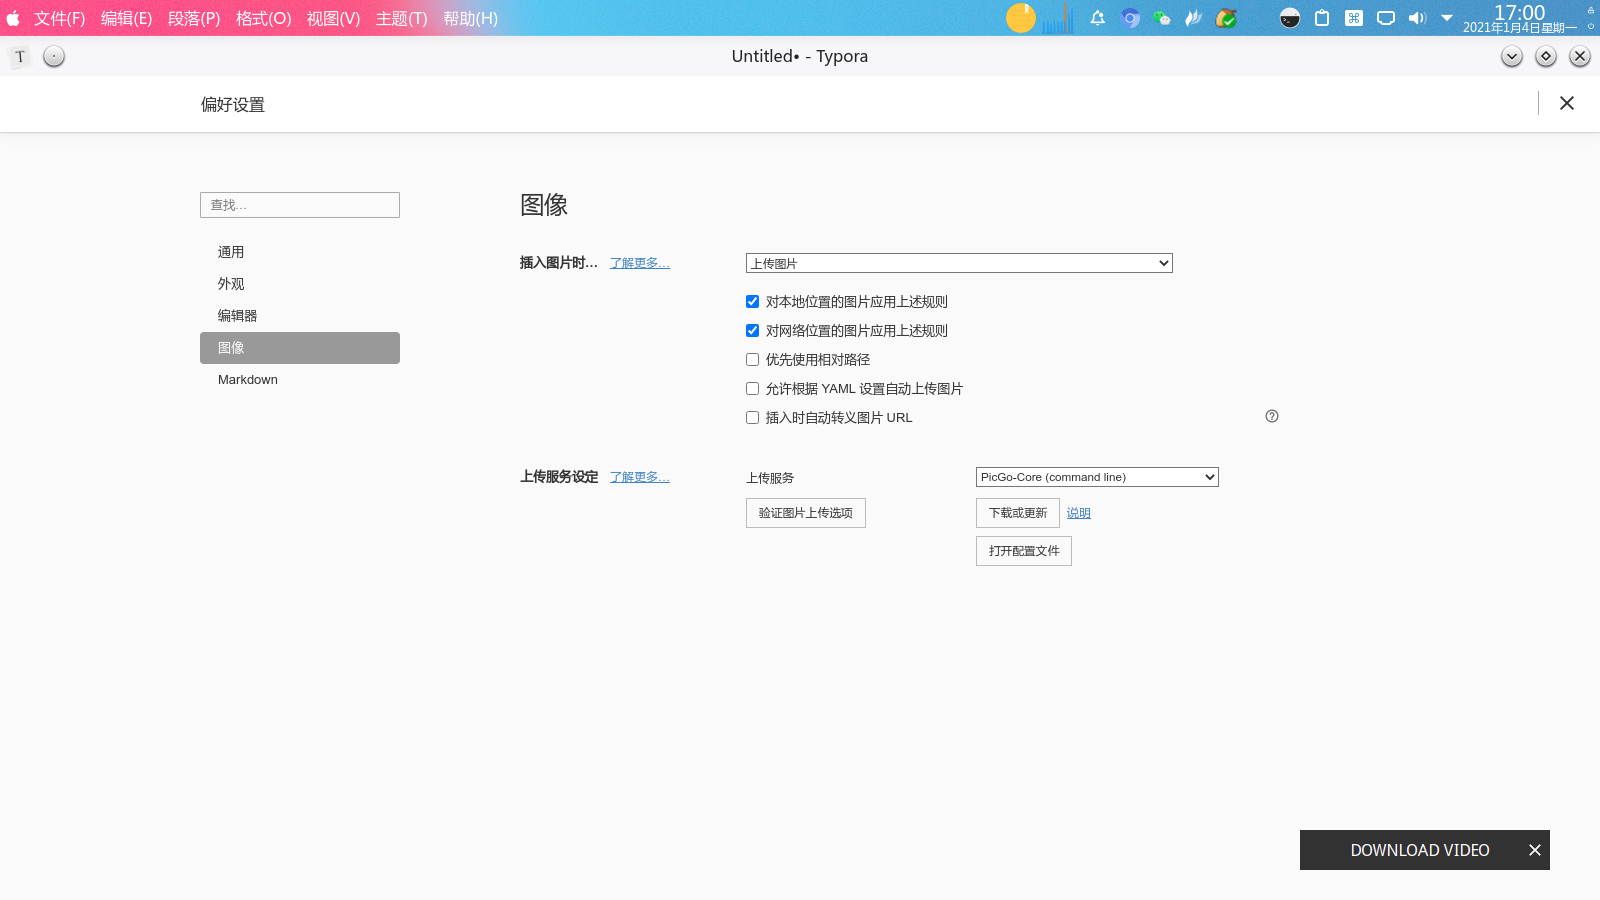 文件(F) 编辑(E) 段落(P) 格式(O) 视图(V) 主题(T) 帮助(H)
17:00
2021年1月4日星期一
T
Untitled• - Typora
偏好设置
查找...
通用
外观
编辑器
图像
Markdown
图像
插入图片时... 了解更多... 上传图片
对本地位置的图片应用上述规则
对网络位置的图片应用上述规则
优先使用相对路径
允许根据 YAML 设置自动上传图片
插入时自动转义图片 URL
上传服务设定 了解更多... 上传服务 PicGo-Core (command line)
验证图片上传选项 下载或更新 说明
打开配置文件
DOWNLOAD VIDEO